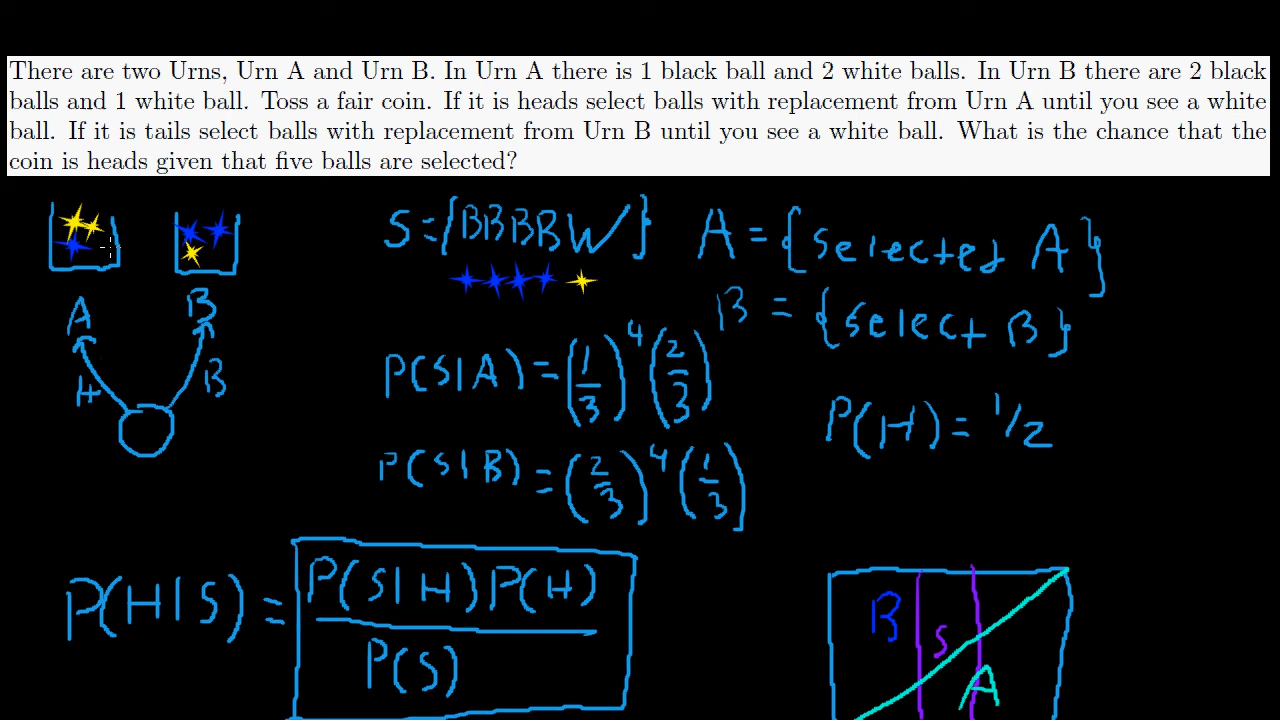 There are two Urns, Urn A and Urn B. In Urn A there is 1 black ball and 2 white balls. In Urn B there are 2 black
balls and 1 white ball. Toss a fair coin. If it is heads select balls with replacement from Urn A until you see a white
ball. If it is tails select balls with replacement from Urn B until you see a white ball. What is the chance that the
coin is heads given that five balls are selected?
S = {BBBBW} A = {selected A}
A B B = {select B}
P(S|A) = (1/3)^4 (2/3)
H B
P(H) = 1/2
P(S|B) = (2/3)^4 (1/3)
P(H|S) = P(S|H)P(H)
P(S)
B S
A